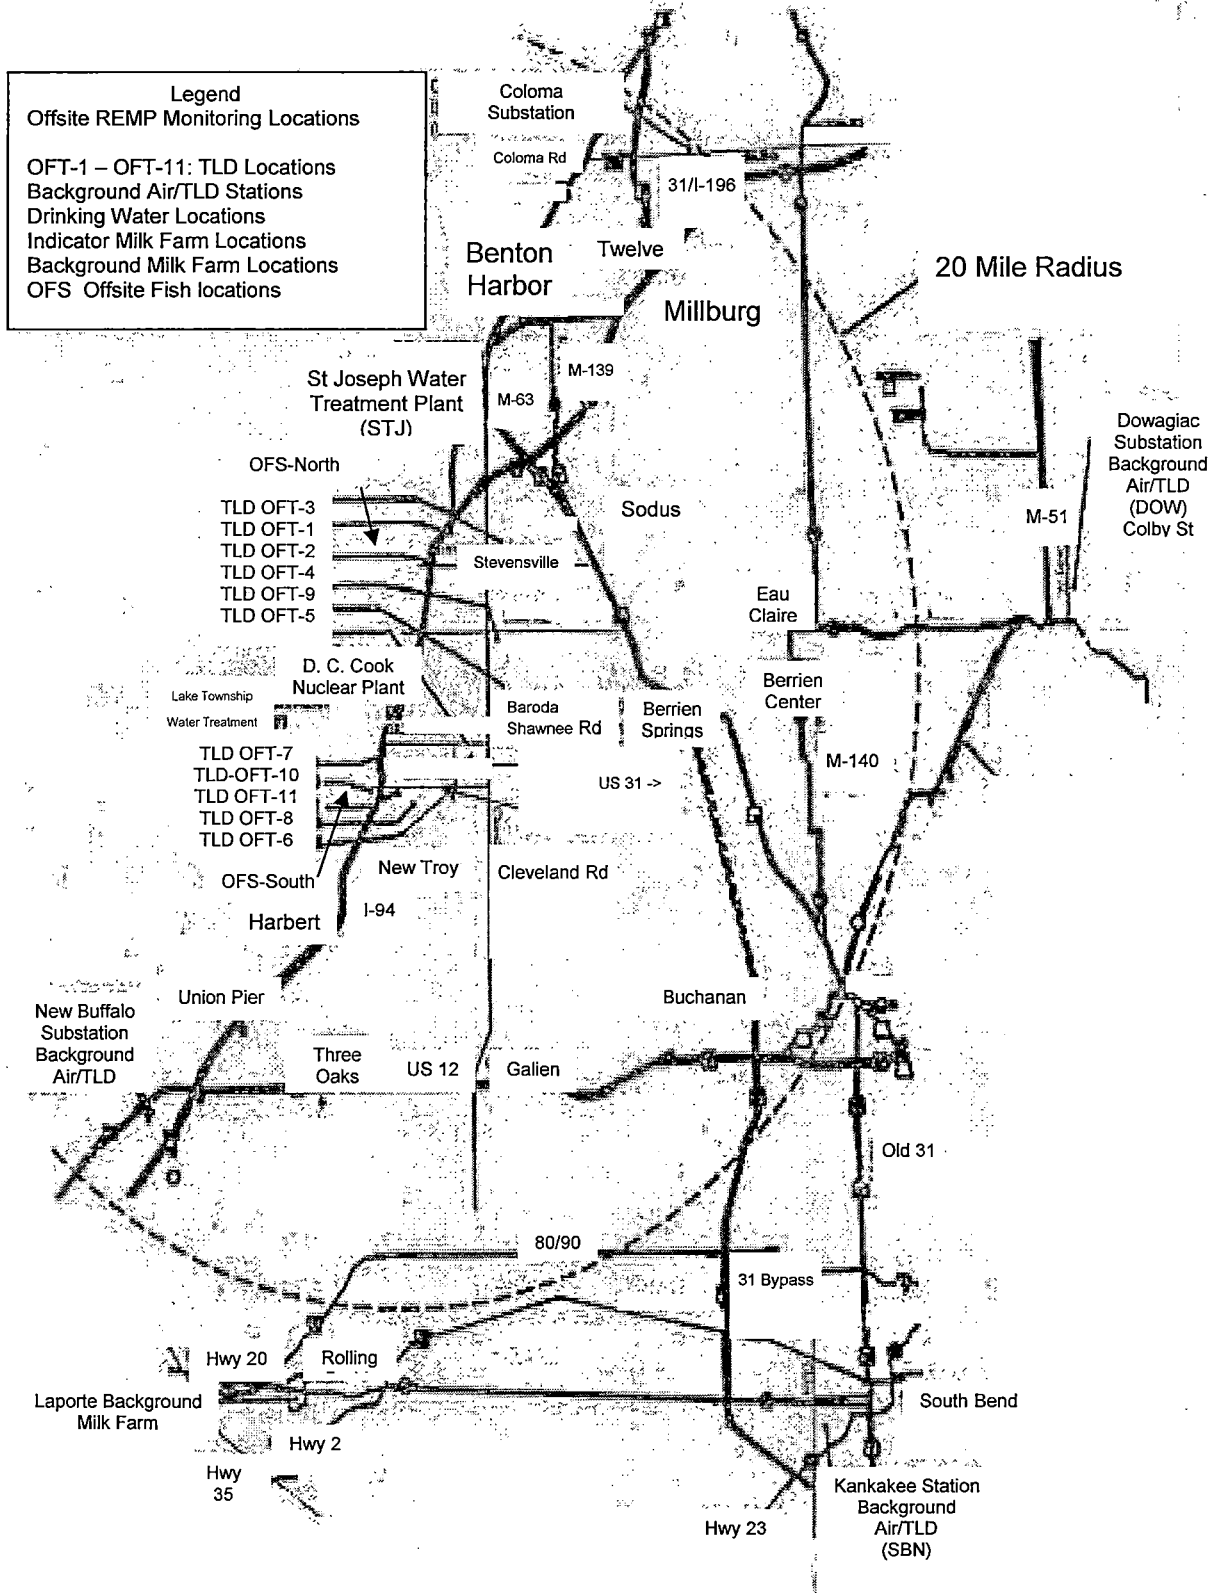 Legend
Offsite REMP Monitoring Locations
OFT-1 – OFT-11: TLD Locations
Background Air/TLD Stations
Drinking Water Locations
Indicator Milk Farm Locations
Background Milk Farm Locations
OFS Offsite Fish locations
Coloma
Substation
Coloma Rd
31/I-196
Benton
Harbor
Twelve
Millburg
20 Mile Radius
St Joseph Water
Treatment Plant
(STJ)
M-139
M-63
Dowagiac
Substation
Background
Air/TLD
(DOW)
Colby St
M-51
OFS-North
TLD OFT-3
TLD OFT-1
TLD OFT-2
TLD OFT-4
TLD OFT-9
TLD OFT-5
Sodus
Stevensville
Eau
Claire
D. C. Cook
Nuclear Plant
Lake Township
Water Treatment
Baroda
Shawnee Rd
Berrien
Springs
Berrien
Center
M-140
US 31 ->
TLD OFT-7
TLD-OFT-10
TLD OFT-11
TLD OFT-8
TLD OFT-6
OFS-South
New Troy
Cleveland Rd
Harbert
I-94
Union Pier
Buchanan
New Buffalo
Substation
Background
Air/TLD
Three
Oaks
US 12
Galien
Old 31
80/90
31 Bypass
Hwy 20
Rolling
Laporte Background
Milk Farm
South Bend
Hwy 2
Hwy
35
Hwy 23
Kankakee Station
Background
Air/TLD
(SBN)